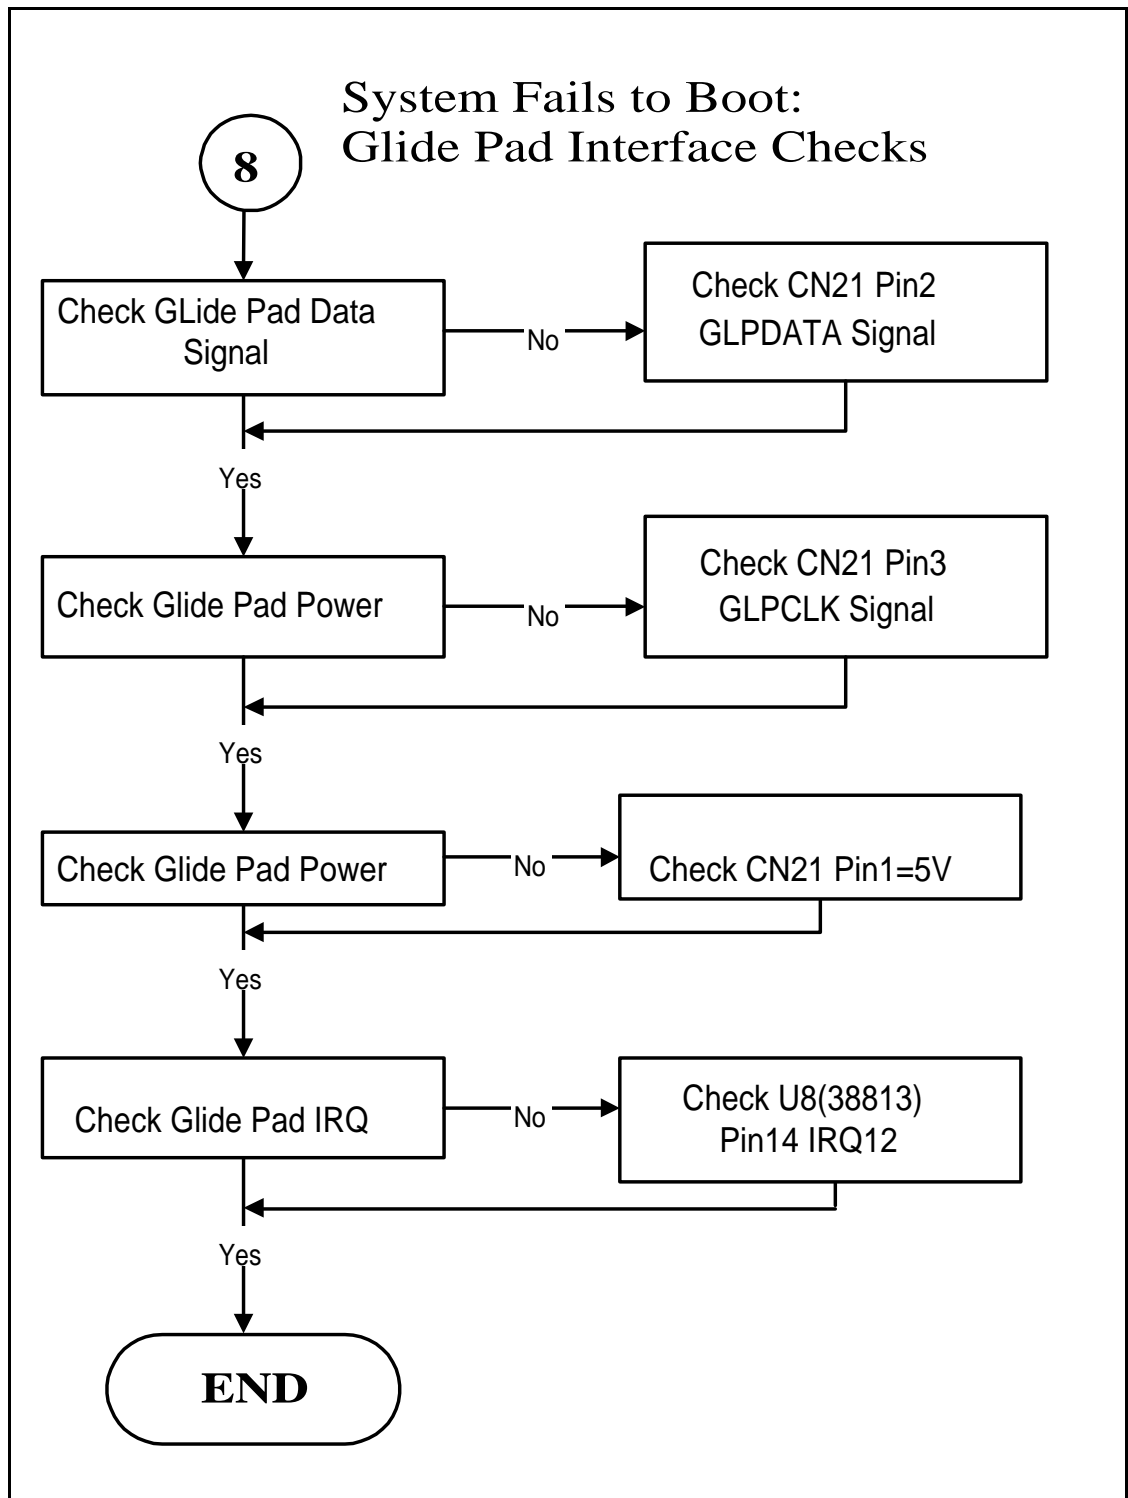 System Fails to Boot:
Glide Pad Interface Checks
8
Check GLide Pad Data
Signal
No
Check CN21 Pin2
GLPDATA Signal
Yes
Check Glide Pad Power
No
Check CN21 Pin3
GLPCLK Signal
Yes
Check Glide Pad Power
No
Check CN21 Pin1=5V
Yes
Check Glide Pad IRQ
No
Check U8(38813)
Pin14 IRQ12
Yes
END